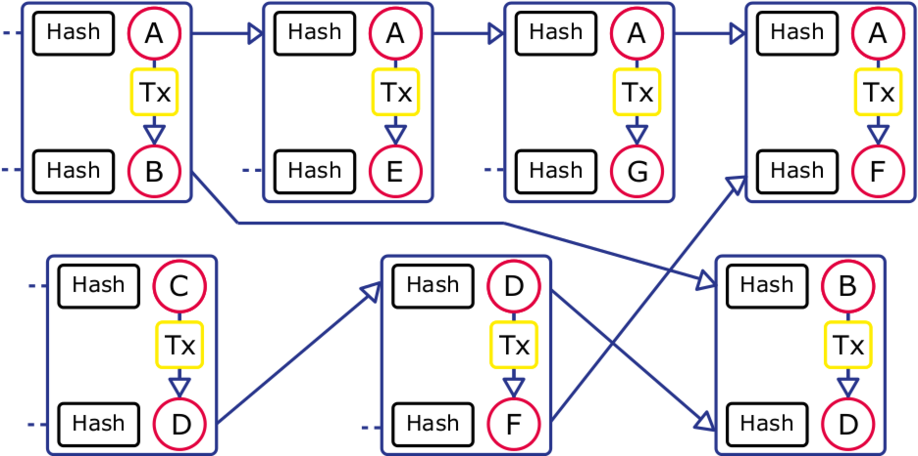 Hash A Hash A Hash A Hash A
Tx Tx Tx Tx
Hash B Hash E Hash G Hash F
Hash C Hash D Hash B
Tx Tx Tx
Hash D Hash F Hash D